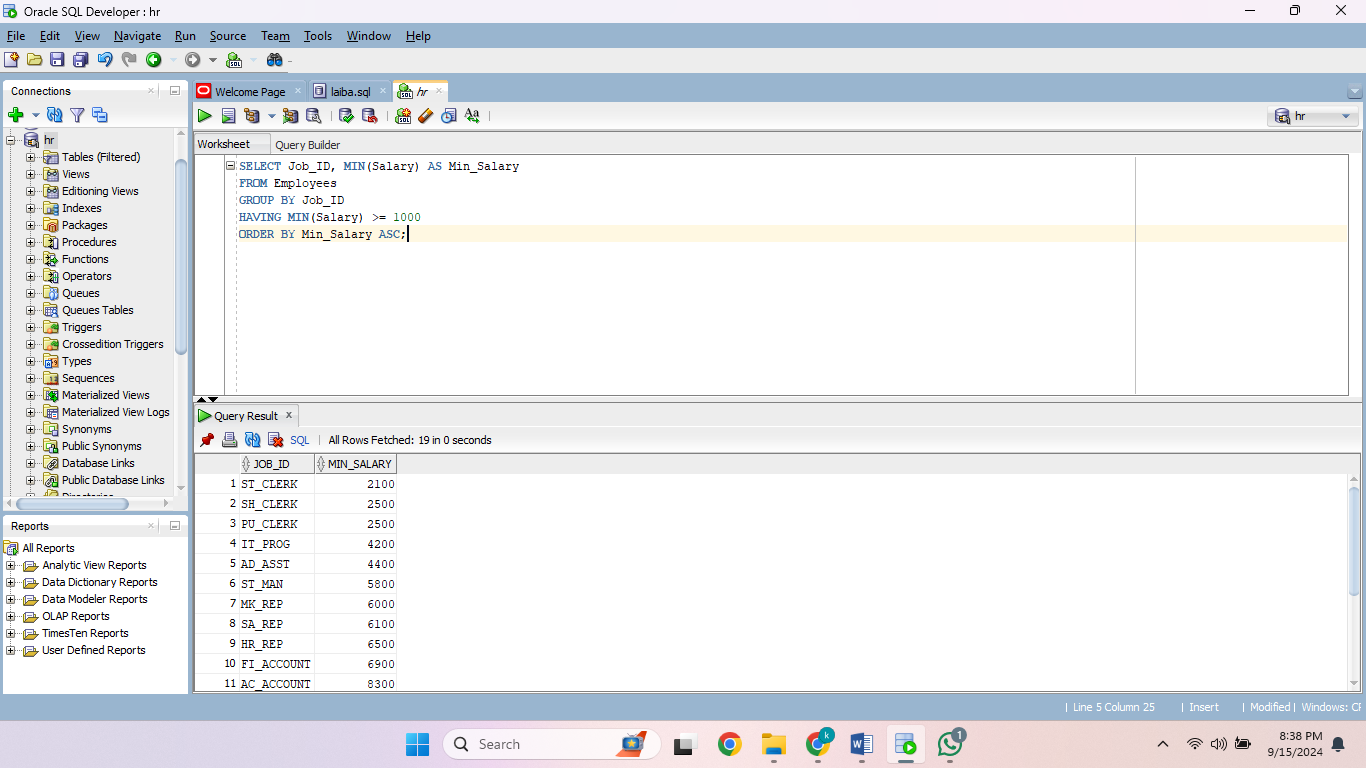 Oracle SQL Developer : hr
File Edit View Navigate Run Source Team Tools Window Help
Connections
hr
Tables (Filtered)
Views
Editioning Views
Indexes
Packages
Procedures
Functions
Operators
Queues
Queues Tables
Triggers
Crossedition Triggers
Types
Sequences
Materialized Views
Materialized View Logs
Synonyms
Public Synonyms
Database Links
Public Database Links
Reports
All Reports
Analytic View Reports
Data Dictionary Reports
Data Modeler Reports
OLAP Reports
TimesTen Reports
User Defined Reports
Welcome Page laiba.sql hr
hr
Worksheet Query Builder
SELECT Job_ID, MIN(Salary) AS Min_Salary
FROM Employees
GROUP BY Job_ID
HAVING MIN(Salary) >= 1000
ORDER BY Min_Salary ASC;
Query Result
SQL | All Rows Fetched: 19 in 0 seconds
JOB_ID MIN_SALARY
1 ST_CLERK 2100
2 SH_CLERK 2500
3 PU_CLERK 2500
4 IT_PROG 4200
5 AD_ASST 4400
6 ST_MAN 5800
7 MK_REP 6000
8 SA_REP 6100
9 HR_REP 6500
10 FI_ACCOUNT 6900
11 AC_ACCOUNT 8300
| Line 5 Column 25 | Insert | Modified | Windows: CF
Search
k
1
8:38 PM
9/15/2024